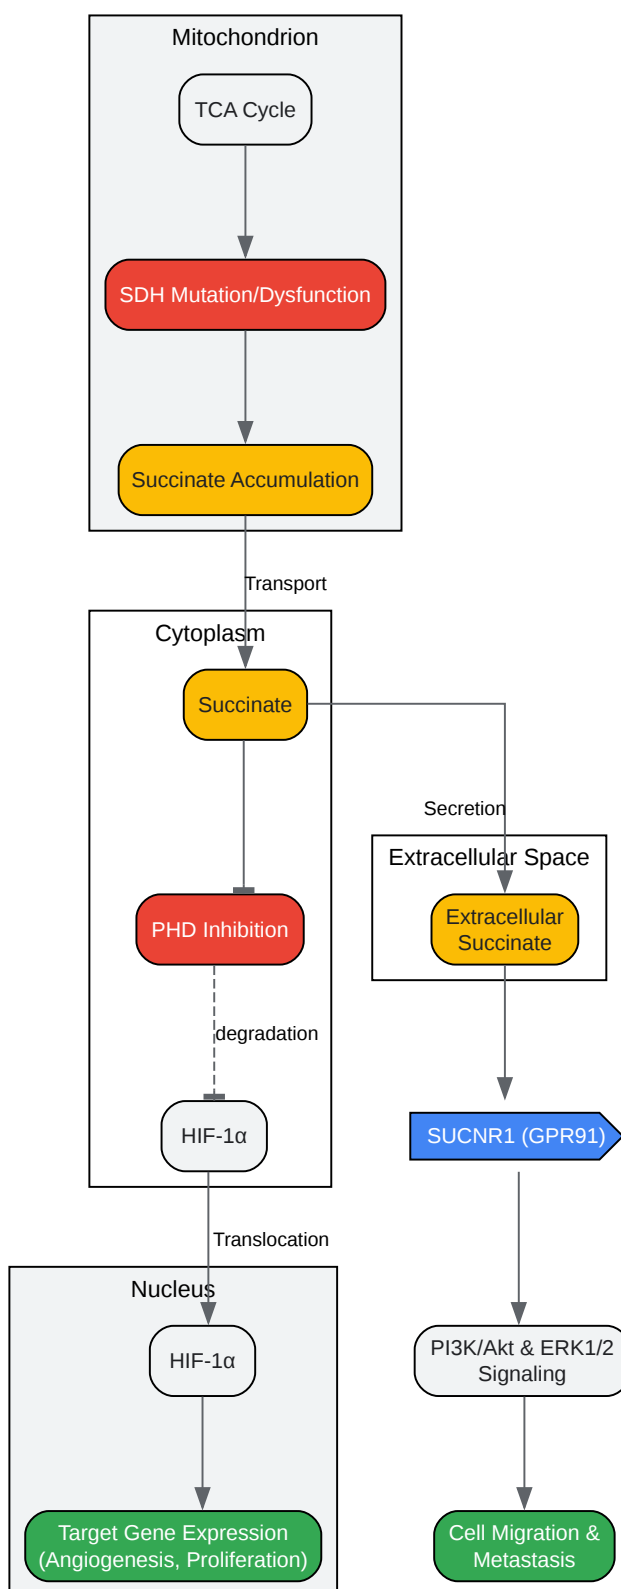 Mitochondrion
TCA Cycle
SDH Mutation/Dysfunction
Succinate Accumulation
Transport
Cytoplasm
Succinate
Secretion
Extracellular Space
PHD Inhibition
Extracellular
Succinate
degradation
HIF-1α
SUCNR1 (GPR91)
Translocation
Nucleus
HIF-1α
PI3K/Akt & ERK1/2
Signaling
Target Gene Expression
(Angiogenesis, Proliferation)
Cell Migration &
Metastasis